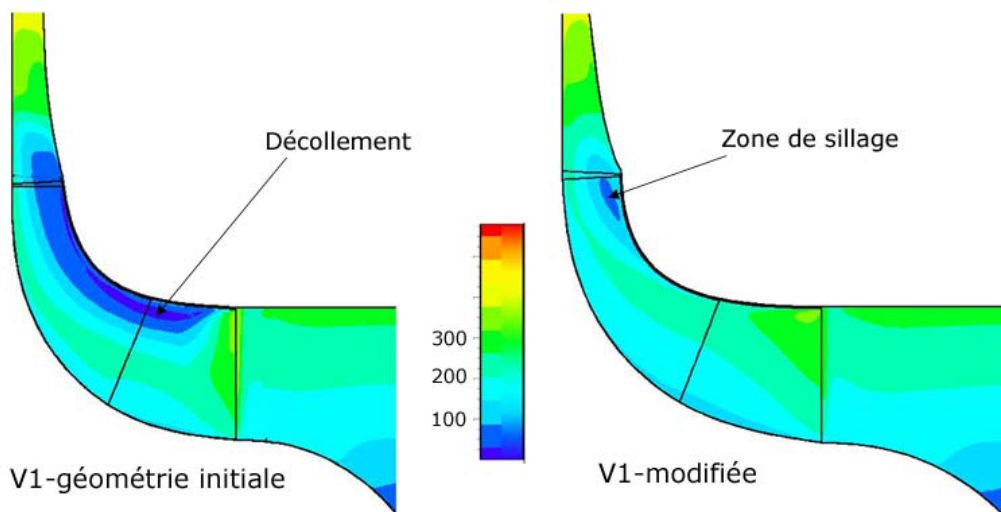 Décollement
Zone de sillage
300
200
100
V1-géométrie initiale
V1-modifiée